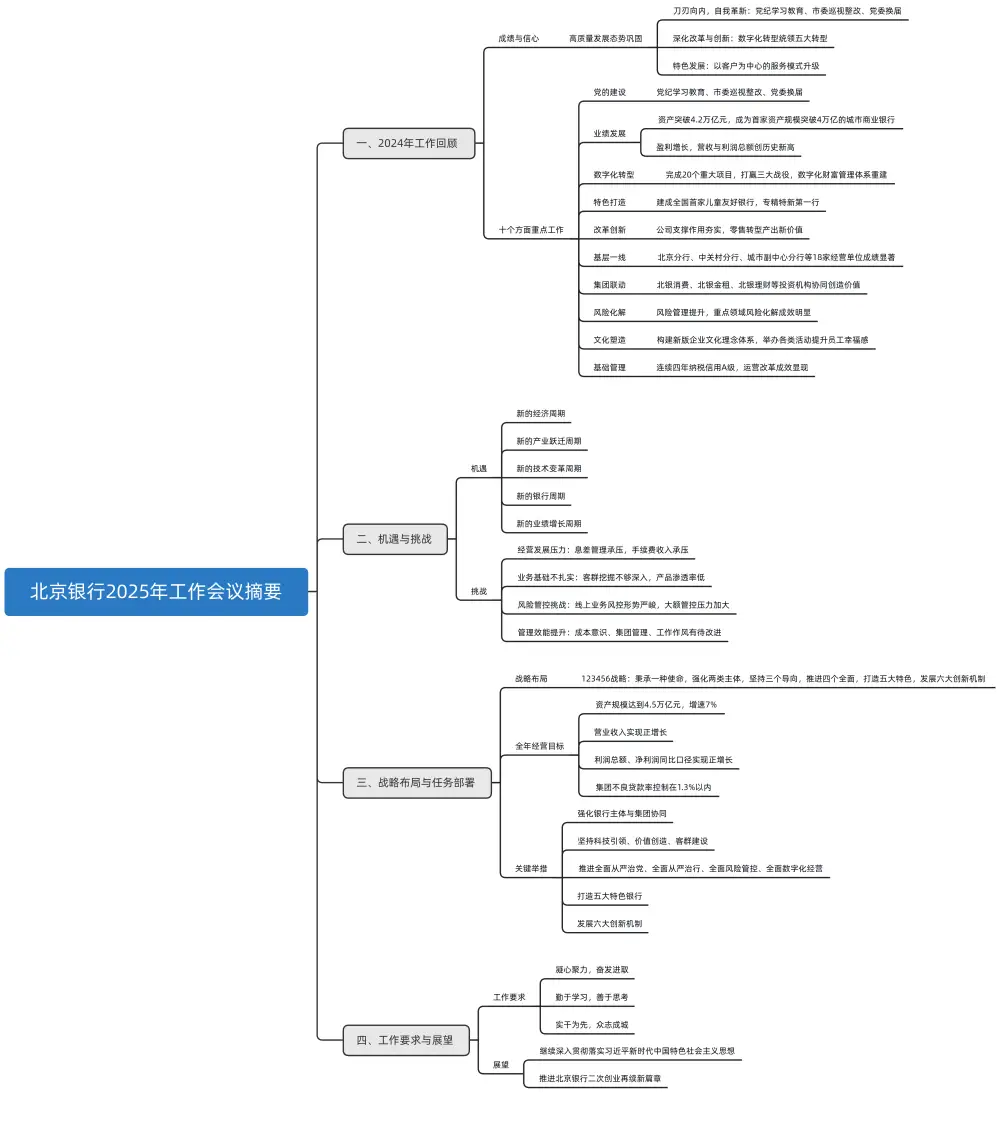 北京银行2025年工作会议摘要
一、2024年工作回顾
成绩与信心
高质量发展态势巩固
刀刃向内，自我革新：党纪学习教育、市委巡视整改、党委换届
深化改革与创新：数字化转型统领五大转型
特色发展：以客户为中心的服务模式升级
十个方面重点工作
党的建设
党纪学习教育、市委巡视整改、党委换届
业绩发展
资产突破4.2万亿元，成为首家资产规模突破4万亿的城市商业银行
盈利增长，营收与利润总额创历史新高
数字化转型
完成20个重大项目，打赢三大战役，数字化财富管理体系重建
特色打造
建成全国首家儿童友好银行，专精特新第一行
改革创新
公司支撑作用夯实，零售转型产出新价值
基层一线
北京分行、中关村分行、城市副中心分行等18家经营单位成绩显著
集团联动
北银消费、北银金租、北银理财等投资机构协同创造价值
风险化解
风险管理提升，重点领域风险化解成效明显
文化塑造
构建新版企业文化理念体系，举办各类活动提升员工幸福感
基础管理
连续四年纳税信用A级，运营改革成效显现
二、机遇与挑战
机遇
新的经济周期
新的产业跃迁周期
新的技术变革周期
新的银行周期
新的业绩增长周期
挑战
经营发展压力：息差管理承压，手续费收入承压
业务基础不扎实：客群挖掘不够深入，产品渗透率低
风险管控挑战：线上业务风控形势严峻，大额管控压力加大
管理效能提升：成本意识、集团管理、工作作风有待改进
三、战略布局与任务部署
战略布局
123456战略：秉承一种使命，强化两类主体，坚持三个导向，推进四个全面，打造五大特色，发展六大创新机制
全年经营目标
资产规模达到4.5万亿元，增速7%
营业收入实现正增长
利润总额、净利润同比口径实现正增长
集团不良贷款率控制在1.3%以内
关键举措
强化银行主体与集团协同
坚持科技引领、价值创造、客群建设
推进全面从严治党、全面从严治行、全面风险管控、全面数字化经营
打造五大特色银行
发展六大创新机制
四、工作要求与展望
工作要求
凝心聚力，奋发进取
勤于学习，善于思考
实干为先，众志成城
展望
继续深入贯彻落实习近平新时代中国特色社会主义思想
推进北京银行二次创业再续新篇章